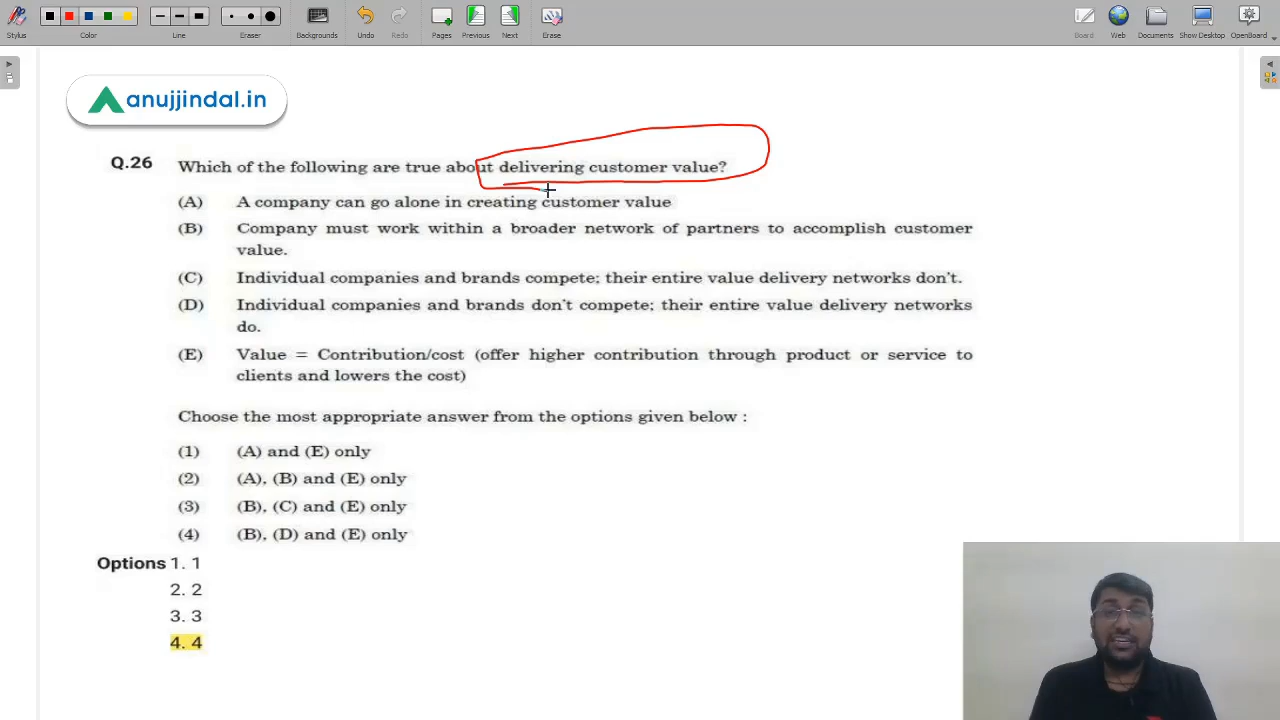 Stylus Color Line Eraser Backgrounds Undo Redo Pages Previous Next Erase Board Web Documents Show Desktop OpenBoard
anujjindal.in
Q.26 Which of the following are true about delivering customer value?
(A) A company can go alone in creating customer value
(B) Company must work within a broader network of partners to accomplish customer
value.
(C) Individual companies and brands compete; their entire value delivery networks don't.
(D) Individual companies and brands don't compete; their entire value delivery networks
do.
(E) Value = Contribution/cost (offer higher contribution through product or service to
clients and lowers the cost)
Choose the most appropriate answer from the options given below :
(1) (A) and (E) only
(2) (A), (B) and (E) only
(3) (B), (C) and (E) only
(4) (B), (D) and (E) only
Options 1. 1
2. 2
3. 3
4. 4